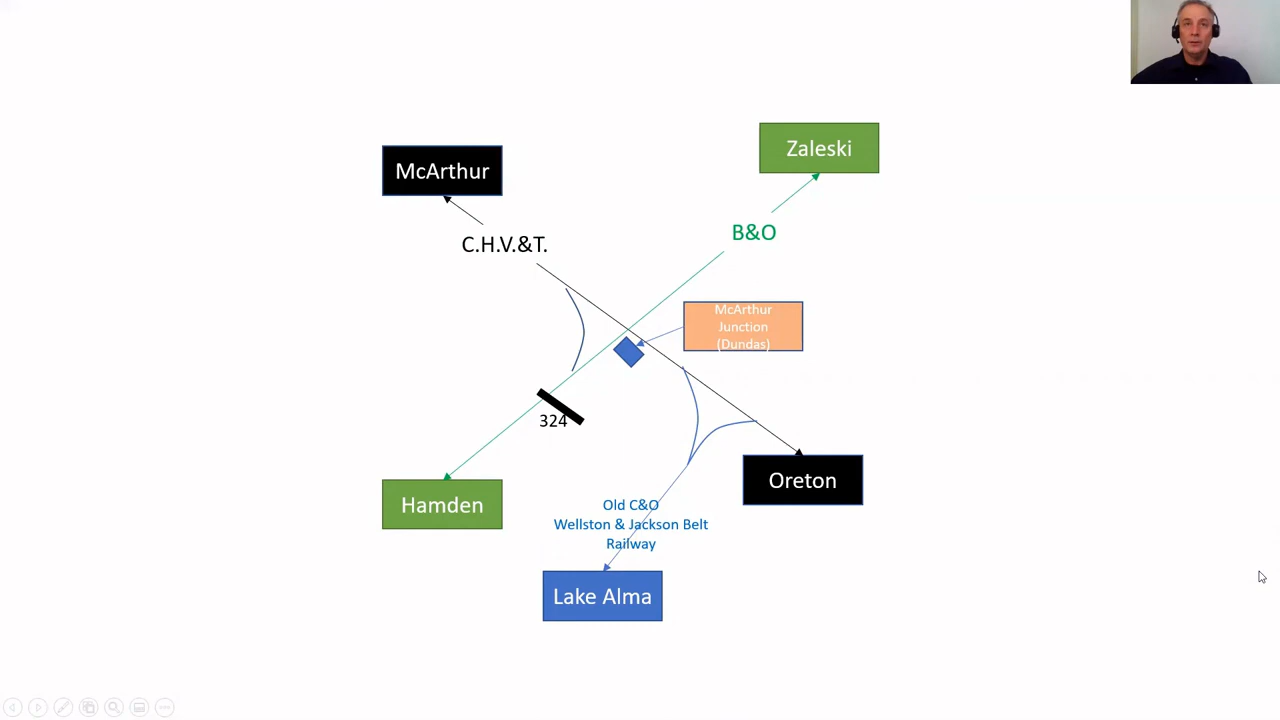 Zaleski
McArthur
B&O
C.H.V.&T.
McArthur
Junction
(Dundas)
324
Oreton
Hamden
Old C&O
Wellston & Jackson Belt
Railway
Lake Alma